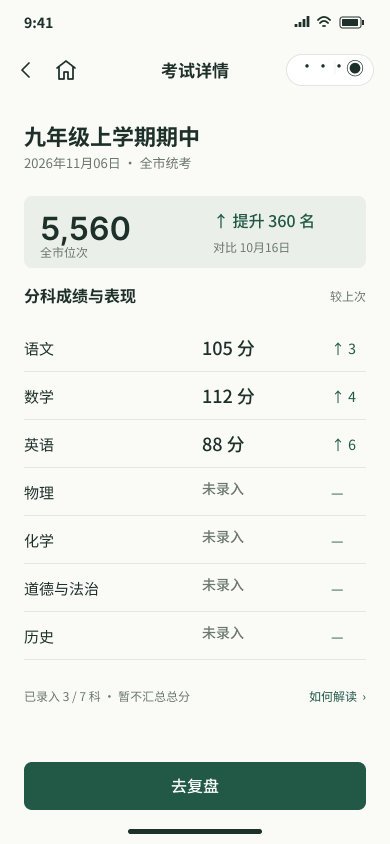 9:41
考试详情
九年级上学期期中
2026年11月06日 · 全市统考
5,560
全市位次
↑ 提升 360 名
对比 10月16日
分科成绩与表现 较上次
语文 105 分 ↑ 3
数学 112 分 ↑ 4
英语 88 分 ↑ 6
物理 未录入 —
化学 未录入 —
道德与法治 未录入 —
历史 未录入 —
已录入 3 / 7 科 · 暂不汇总总分 如何解读 ›
去复盘